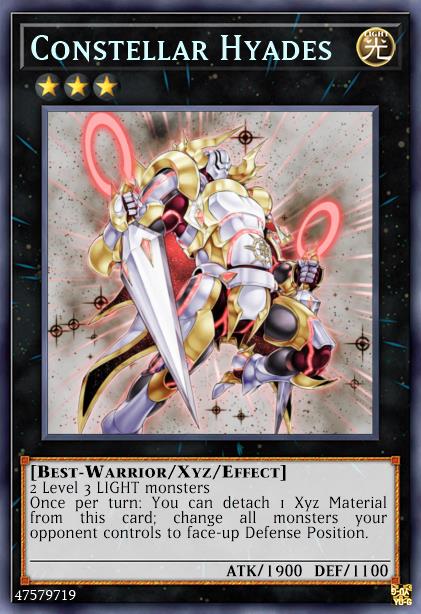 CONSTELLAR HYADES
LIGHT
光
[BEST-WARRIOR/XYZ/EFFECT]
2 Level 3 LIGHT monsters
Once per turn: You can detach 1 Xyz Material
from this card; change all monsters your
opponent controls to face-up Defense Position.
ATK/1900 DEF/1100
47579719